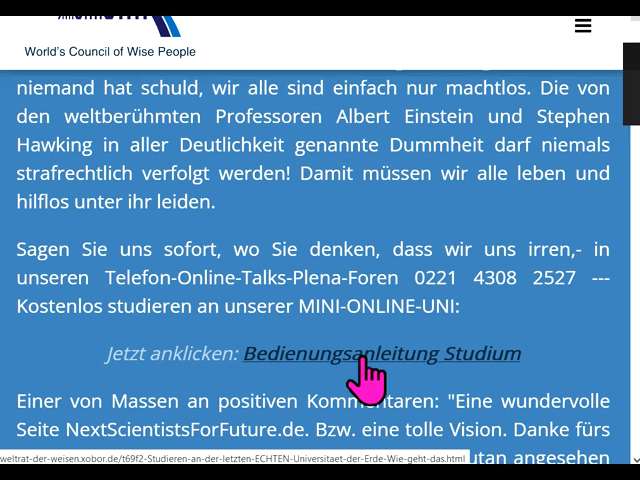 World's Council of Wise People
niemand hat schuld, wir alle sind einfach nur machtlos. Die von
den weltberühmten Professoren Albert Einstein und Stephen
Hawking in aller Deutlichkeit genannte Dummheit darf niemals
strafrechtlich verfolgt werden! Damit müssen wir alle leben und
hilflos unter ihr leiden.
Sagen Sie uns sofort, wo Sie denken, dass wir uns irren,- in
unseren Telefon-Online-Talks-Plena-Foren 0221 4308 2527 ---
Kostenlos studieren an unserer MINI-ONLINE-UNI:
Jetzt anklicken: Bedienungsanleitung Studium
Einer von Massen an positiven Kommentaren: "Eine wundervolle
Seite NextScientistsForFuture.de. Bzw. eine tolle Vision. Danke fürs
angesehen
weltrat-der-weisen.xobor.de/t69f2-Studieren-an-der-letzten-ECHTEN-Universitaet-der-Erde-Wie-geht-das.html